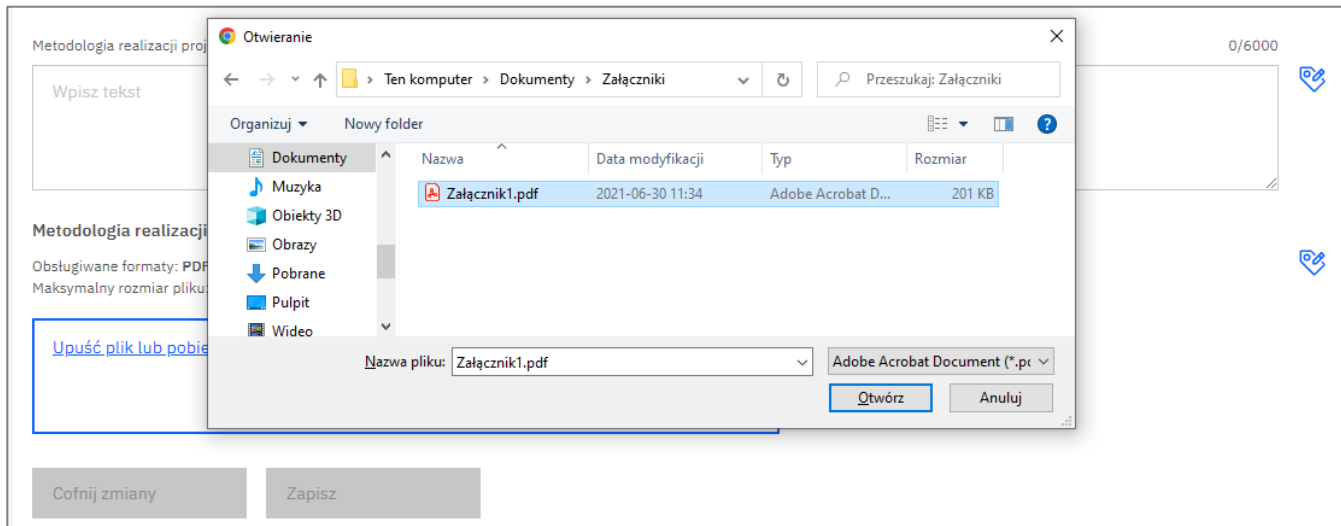 Otwieranie
Metodologia realizacji proj
0/6000
Wpisz tekst
Ten komputer > Dokumenty > Załączniki
Przeszukaj: Załączniki
Organizuj
Nowy folder
Dokumenty
Nazwa
Data modyfikacji
Typ
Rozmiar
Muzyka
Załącznik1.pdf
2021-06-30 11:34
Adobe Acrobat D...
201 KB
Obiekty 3D
Metodologia realizacji
Obrazy
Obsługiwane formaty: PDF
Pobrane
Maksymalny rozmiar pliku:
Pulpit
Wideo
Upuść plik lub pobie
Nazwa pliku:
Załącznik1.pdf
Adobe Acrobat Document (*.pc
Otwórz
Anuluj
Cofnij zmiany
Zapisz